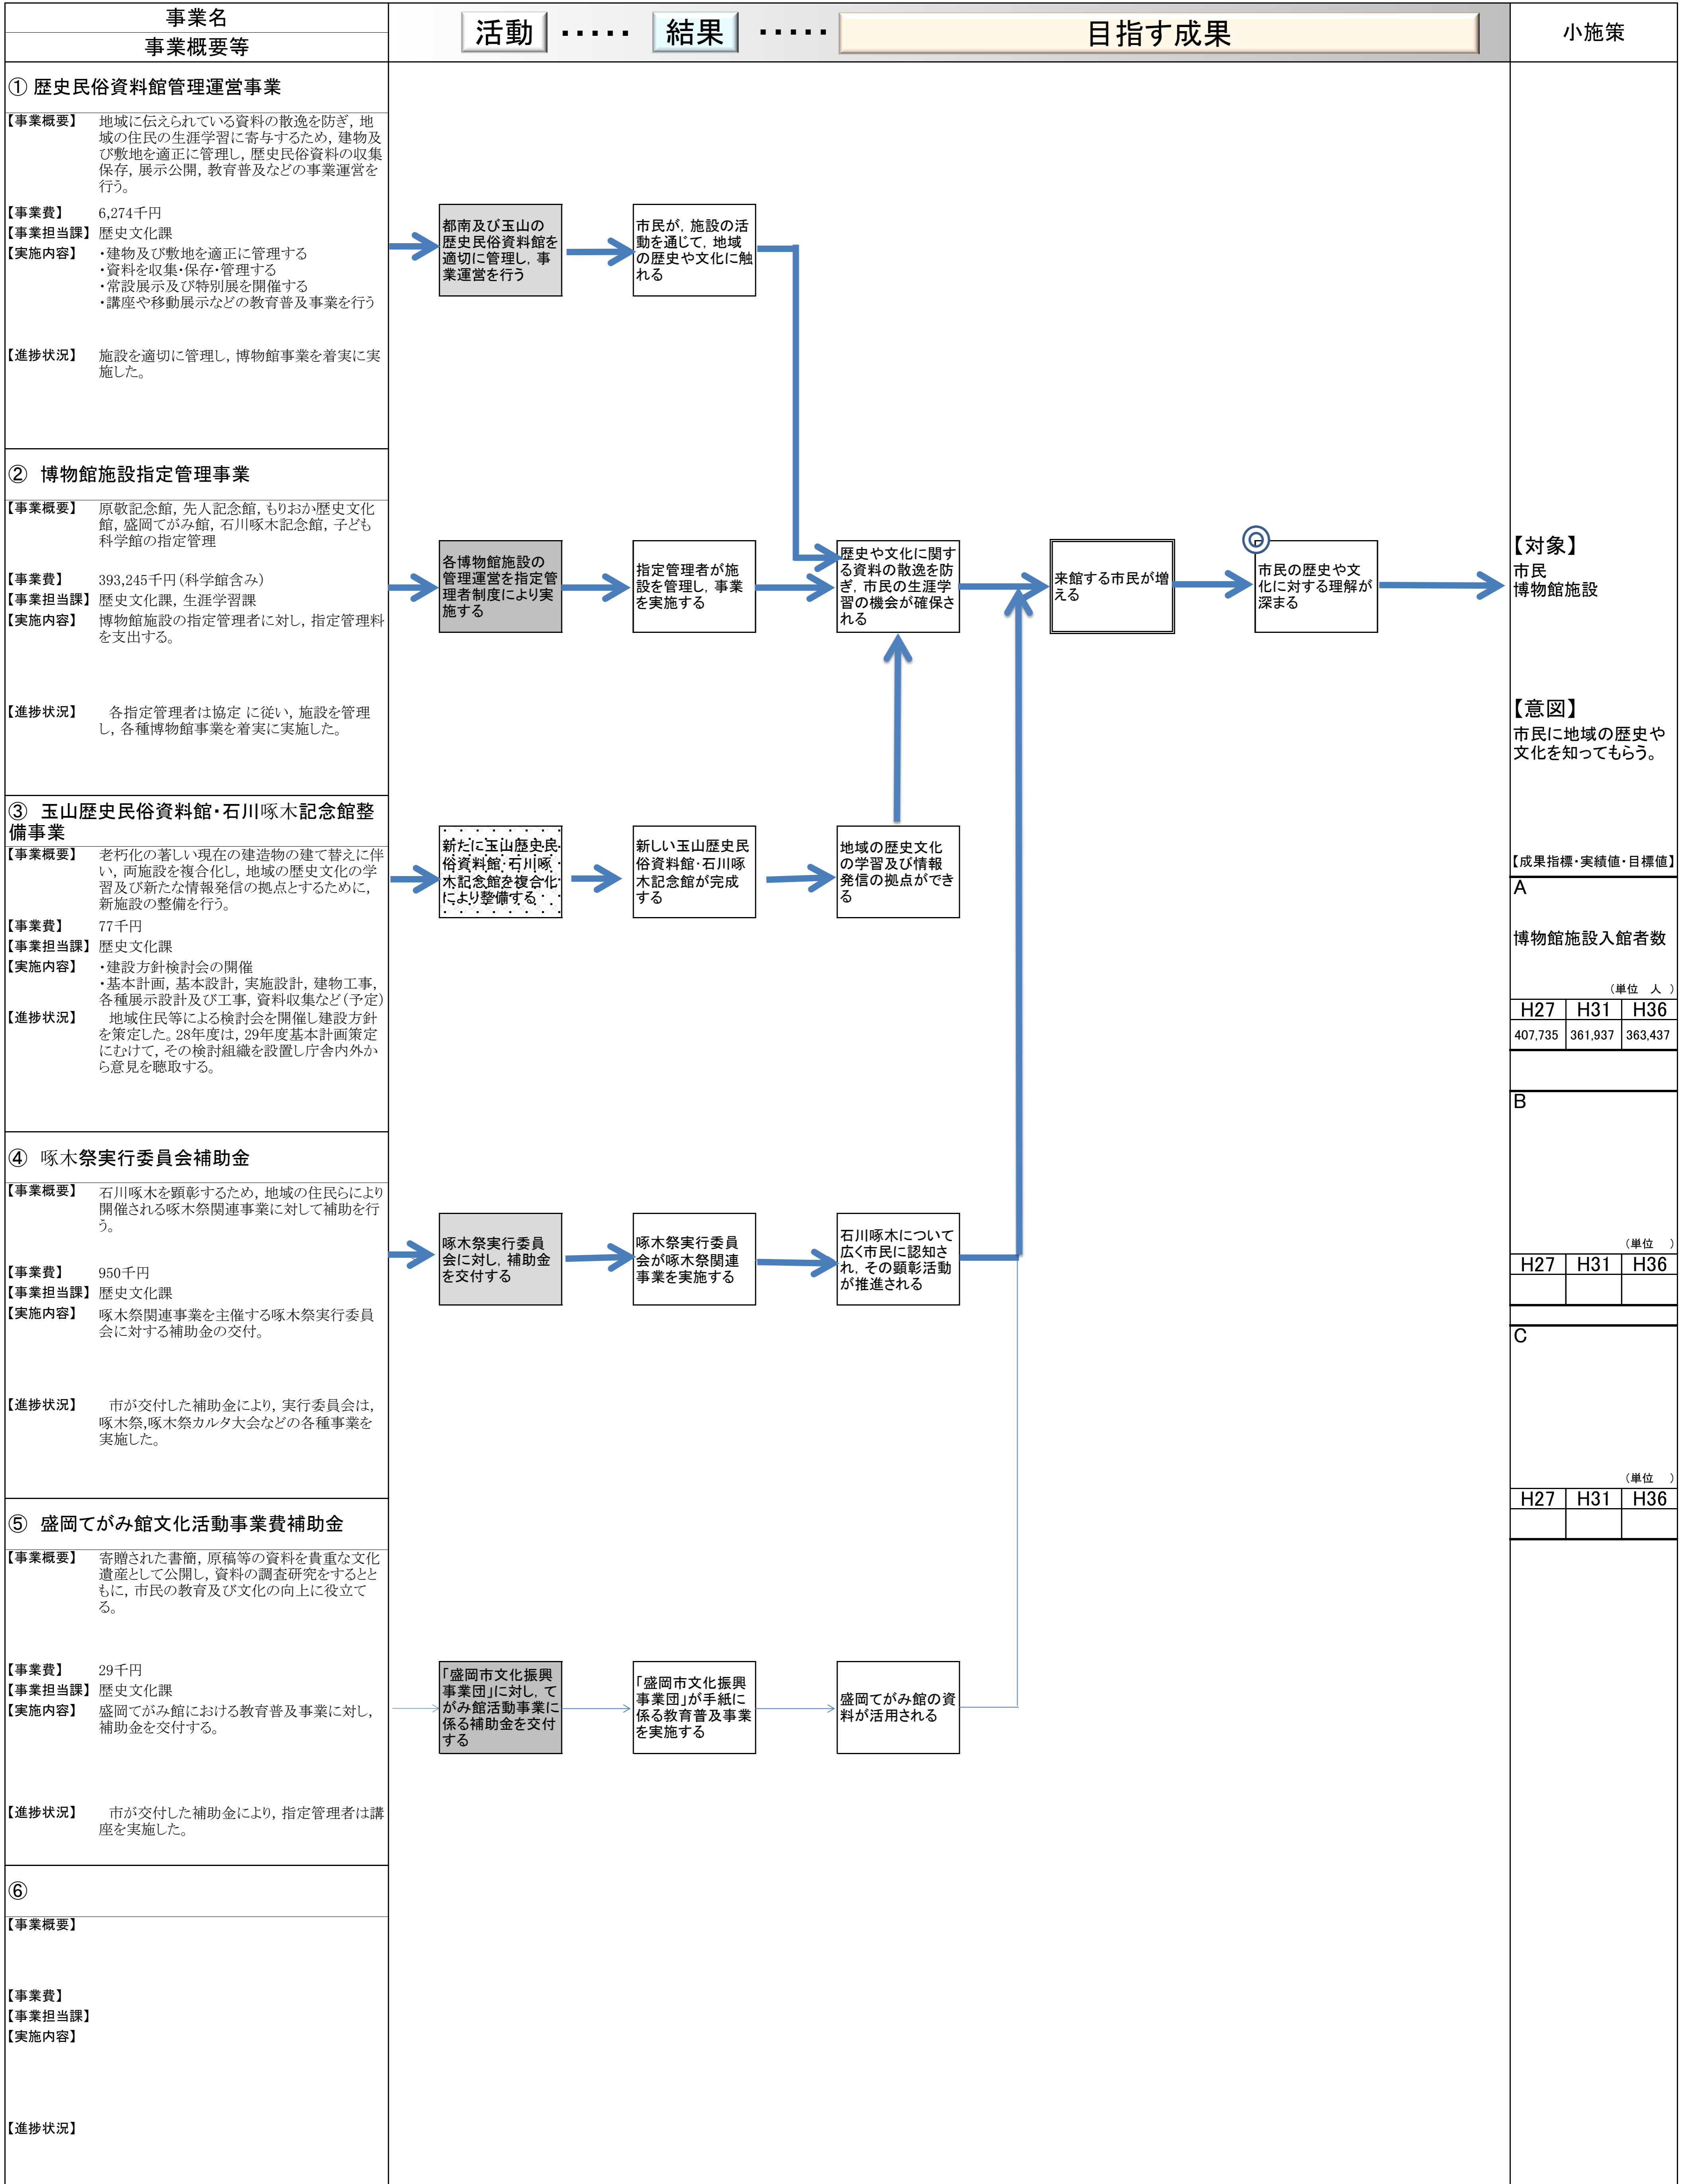 事業名
事業概要等
活動 ・・・・・ 結果 ・・・・・ 目指す成果
小施策
① 歴史民俗資料館管理運営事業
【事業概要】 地域に伝えられている資料の散逸を防ぎ, 地
域の住民の生涯学習に寄与するため, 建物及
び敷地を適正に管理し, 歴史民俗資料の収集
保存, 展示公開, 教育普及などの事業運営を
行う。
【事業費】 6,274千円
【事業担当課】 歴史文化課
【実施内容】 ・建物及び敷地を適正に管理する
・資料を収集・保存・管理する
・常設展示及び特別展を開催する
・講座や移動展示などの教育普及事業を行う
【進捗状況】 施設を適切に管理し, 博物館事業を着実に実
施した。
都南及び玉山の
歴史民俗資料館を
適切に管理し, 事
業運営を行う
市民が, 施設の活
動を通じて, 地域
の歴史や文化に触
れる
② 博物館施設指定管理事業
【事業概要】 原敬記念館, 先人記念館, もりおか歴史文化
館, 盛岡てがみ館, 石川啄木記念館, 子ども
科学館の指定管理
【事業費】 393,245千円(科学館含み)
【事業担当課】 歴史文化課, 生涯学習課
【実施内容】 博物館施設の指定管理者に対し, 指定管理料
を支出する。
【進捗状況】 各指定管理者は協定 に従い, 施設を管理
し, 各種博物館事業を着実に実施した。
各博物館施設の
管理運営を指定管
理者制度により実
施する
指定管理者が施
設を管理し, 事業
を実施する
歴史や文化に関す
る資料の散逸を防
ぎ, 市民の生涯学
習の機会が確保さ
れる
来館する市民が増
える
◎
市民の歴史や文
化に対する理解が
深まる
③ 玉山歴史民俗資料館・石川啄木記念館整
備事業
【事業概要】 老朽化の著しい現在の建造物の建て替えに伴
い, 両施設を複合化し, 地域の歴史文化の学
習及び新たな情報発信の拠点とするために,
新施設の整備を行う。
【事業費】 77千円
【事業担当課】 歴史文化課
【実施内容】 ・建設方針検討会の開催
・基本計画, 基本設計, 実施設計, 建物工事,
各種展示設計及び工事, 資料収集など(予定)
【進捗状況】 地域住民等による検討会を開催し建設方針
を策定した。28年度は, 29年度基本計画策定
にむけて, その検討組織を設置し庁舎内外か
ら意見を聴取する。
新たに玉山歴史民
俗資料館・石川啄
木記念館を複合化
により整備する
新しい玉山歴史民
俗資料館・石川啄
木記念館が完成
する
地域の歴史文化
の学習及び情報
発信の拠点ができ
る
④ 啄木祭実行委員会補助金
【事業概要】 石川啄木を顕彰するため, 地域の住民らにより
開催される啄木祭関連事業に対して補助を行
う。
【事業費】 950千円
【事業担当課】 歴史文化課
【実施内容】 啄木祭関連事業を主催する啄木祭実行委員
会に対する補助金の交付。
【進捗状況】 市が交付した補助金により, 実行委員会は,
啄木祭,啄木祭カルタ大会などの各種事業を
実施した。
啄木祭実行委員
会に対し, 補助金
を交付する
啄木祭実行委員
会が啄木祭関連
事業を実施する
石川啄木について
広く市民に認知さ
れ, その顕彰活動
が推進される
⑤ 盛岡てがみ館文化活動事業費補助金
【事業概要】 寄贈された書簡, 原稿等の資料を貴重な文化
遺産として公開し, 資料の調査研究をするとと
もに, 市民の教育及び文化の向上に役立て
る。
【事業費】 29千円
【事業担当課】 歴史文化課
【実施内容】 盛岡てがみ館における教育普及事業に対し,
補助金を交付する。
【進捗状況】 市が交付した補助金により, 指定管理者は講
座を実施した。
「盛岡市文化振興
事業団」に対し, て
がみ館活動事業に
係る補助金を交付
する
「盛岡市文化振興
事業団」が手紙に
係る教育普及事業
を実施する
盛岡てがみ館の資
料が活用される
⑥
【事業概要】
【事業費】
【事業担当課】
【実施内容】
【進捗状況】
【対象】
市民
博物館施設
【意図】
市民に地域の歴史や
文化を知ってもらう。
【成果指標・実績値・目標値】
A
博物館施設入館者数
(単位 人 )
H27 H31 H36
407,735 361,937 363,437
B
(単位 )
H27 H31 H36
C
(単位 )
H27 H31 H36